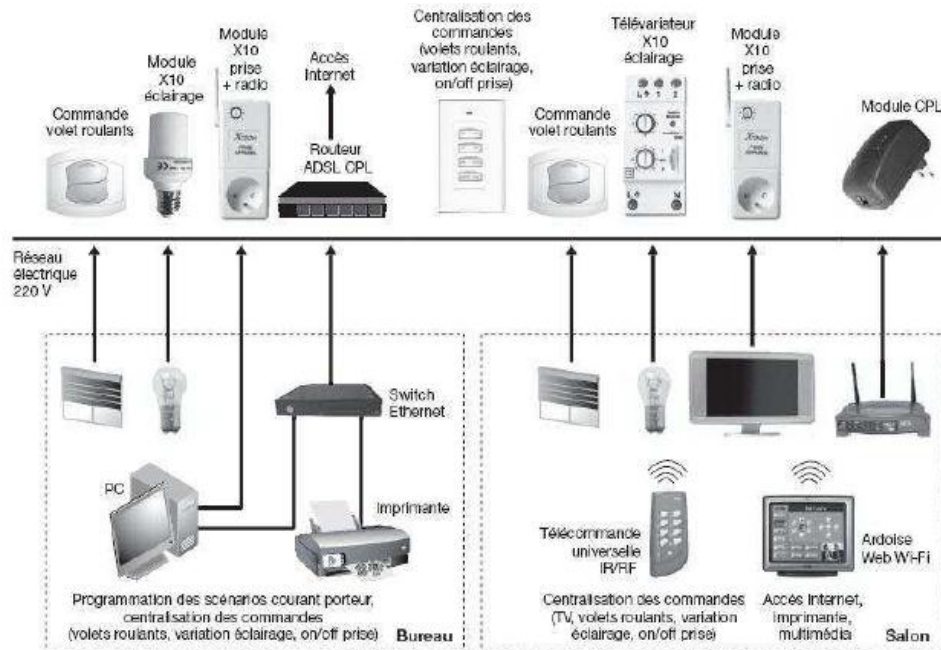 Module
X10
prise
+ radio
Module
X10
éclairage
Commande
volet roulants
Accès
Internet
Routeur
ADSL CPL
Centralisation des
commandes
(volets roulants,
variation éclairage,
on/off prise)
Commande
volet roulants
Télévariateur
X10
éclairage
Module
X10
prise
+ radio
Module CPL
Réseau
électrique
220 V
Switch
Ethernet
PC
Imprimante
Programmation des scénarios courant porteur,
centralisation des commandes
(volets roulants, variation éclairage, on/off prise)
Bureau
Télécommande
universelle
IR/RF
Ardoise
Web Wi-Fi
Centralisation des commandes
(TV, volets roulants, variation
éclairage, on/off prise)
Accès Internet,
imprimante,
multimédia
Salon